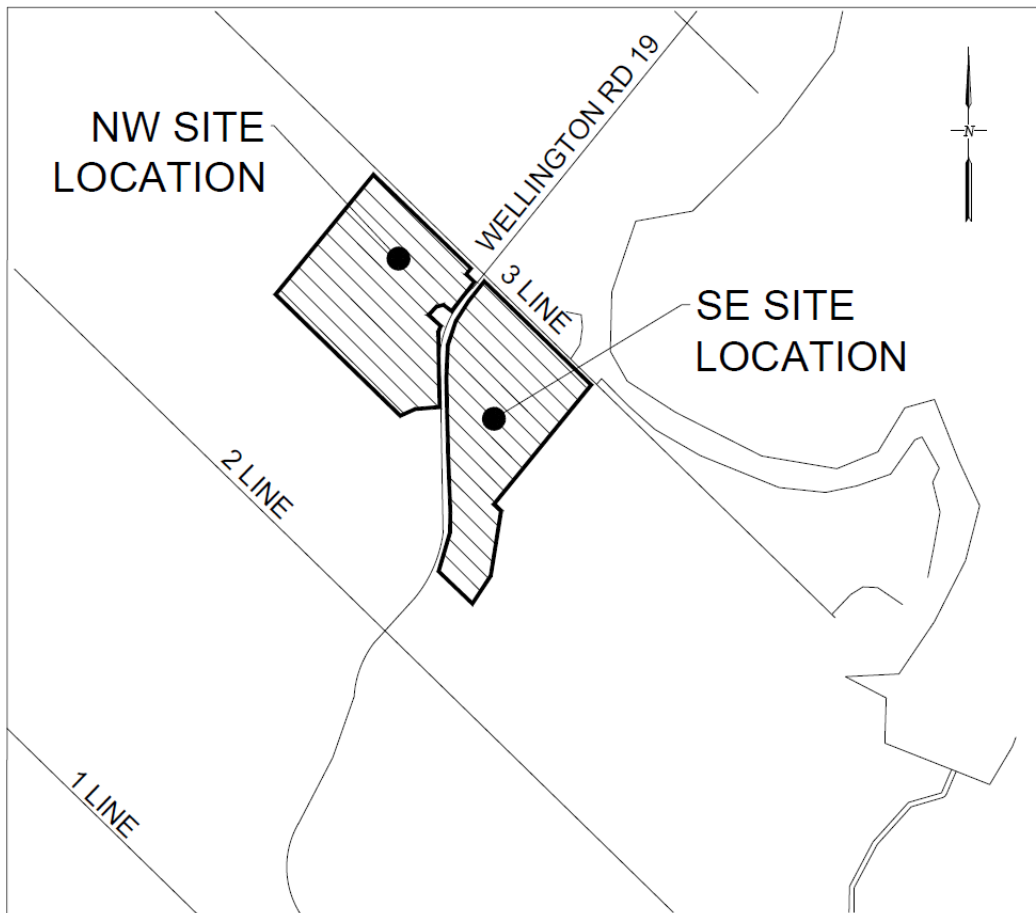 NW SITE
LOCATION
WELLINGTON RD 19
N
3 LINE
SE SITE
LOCATION
2 LINE
1 LINE